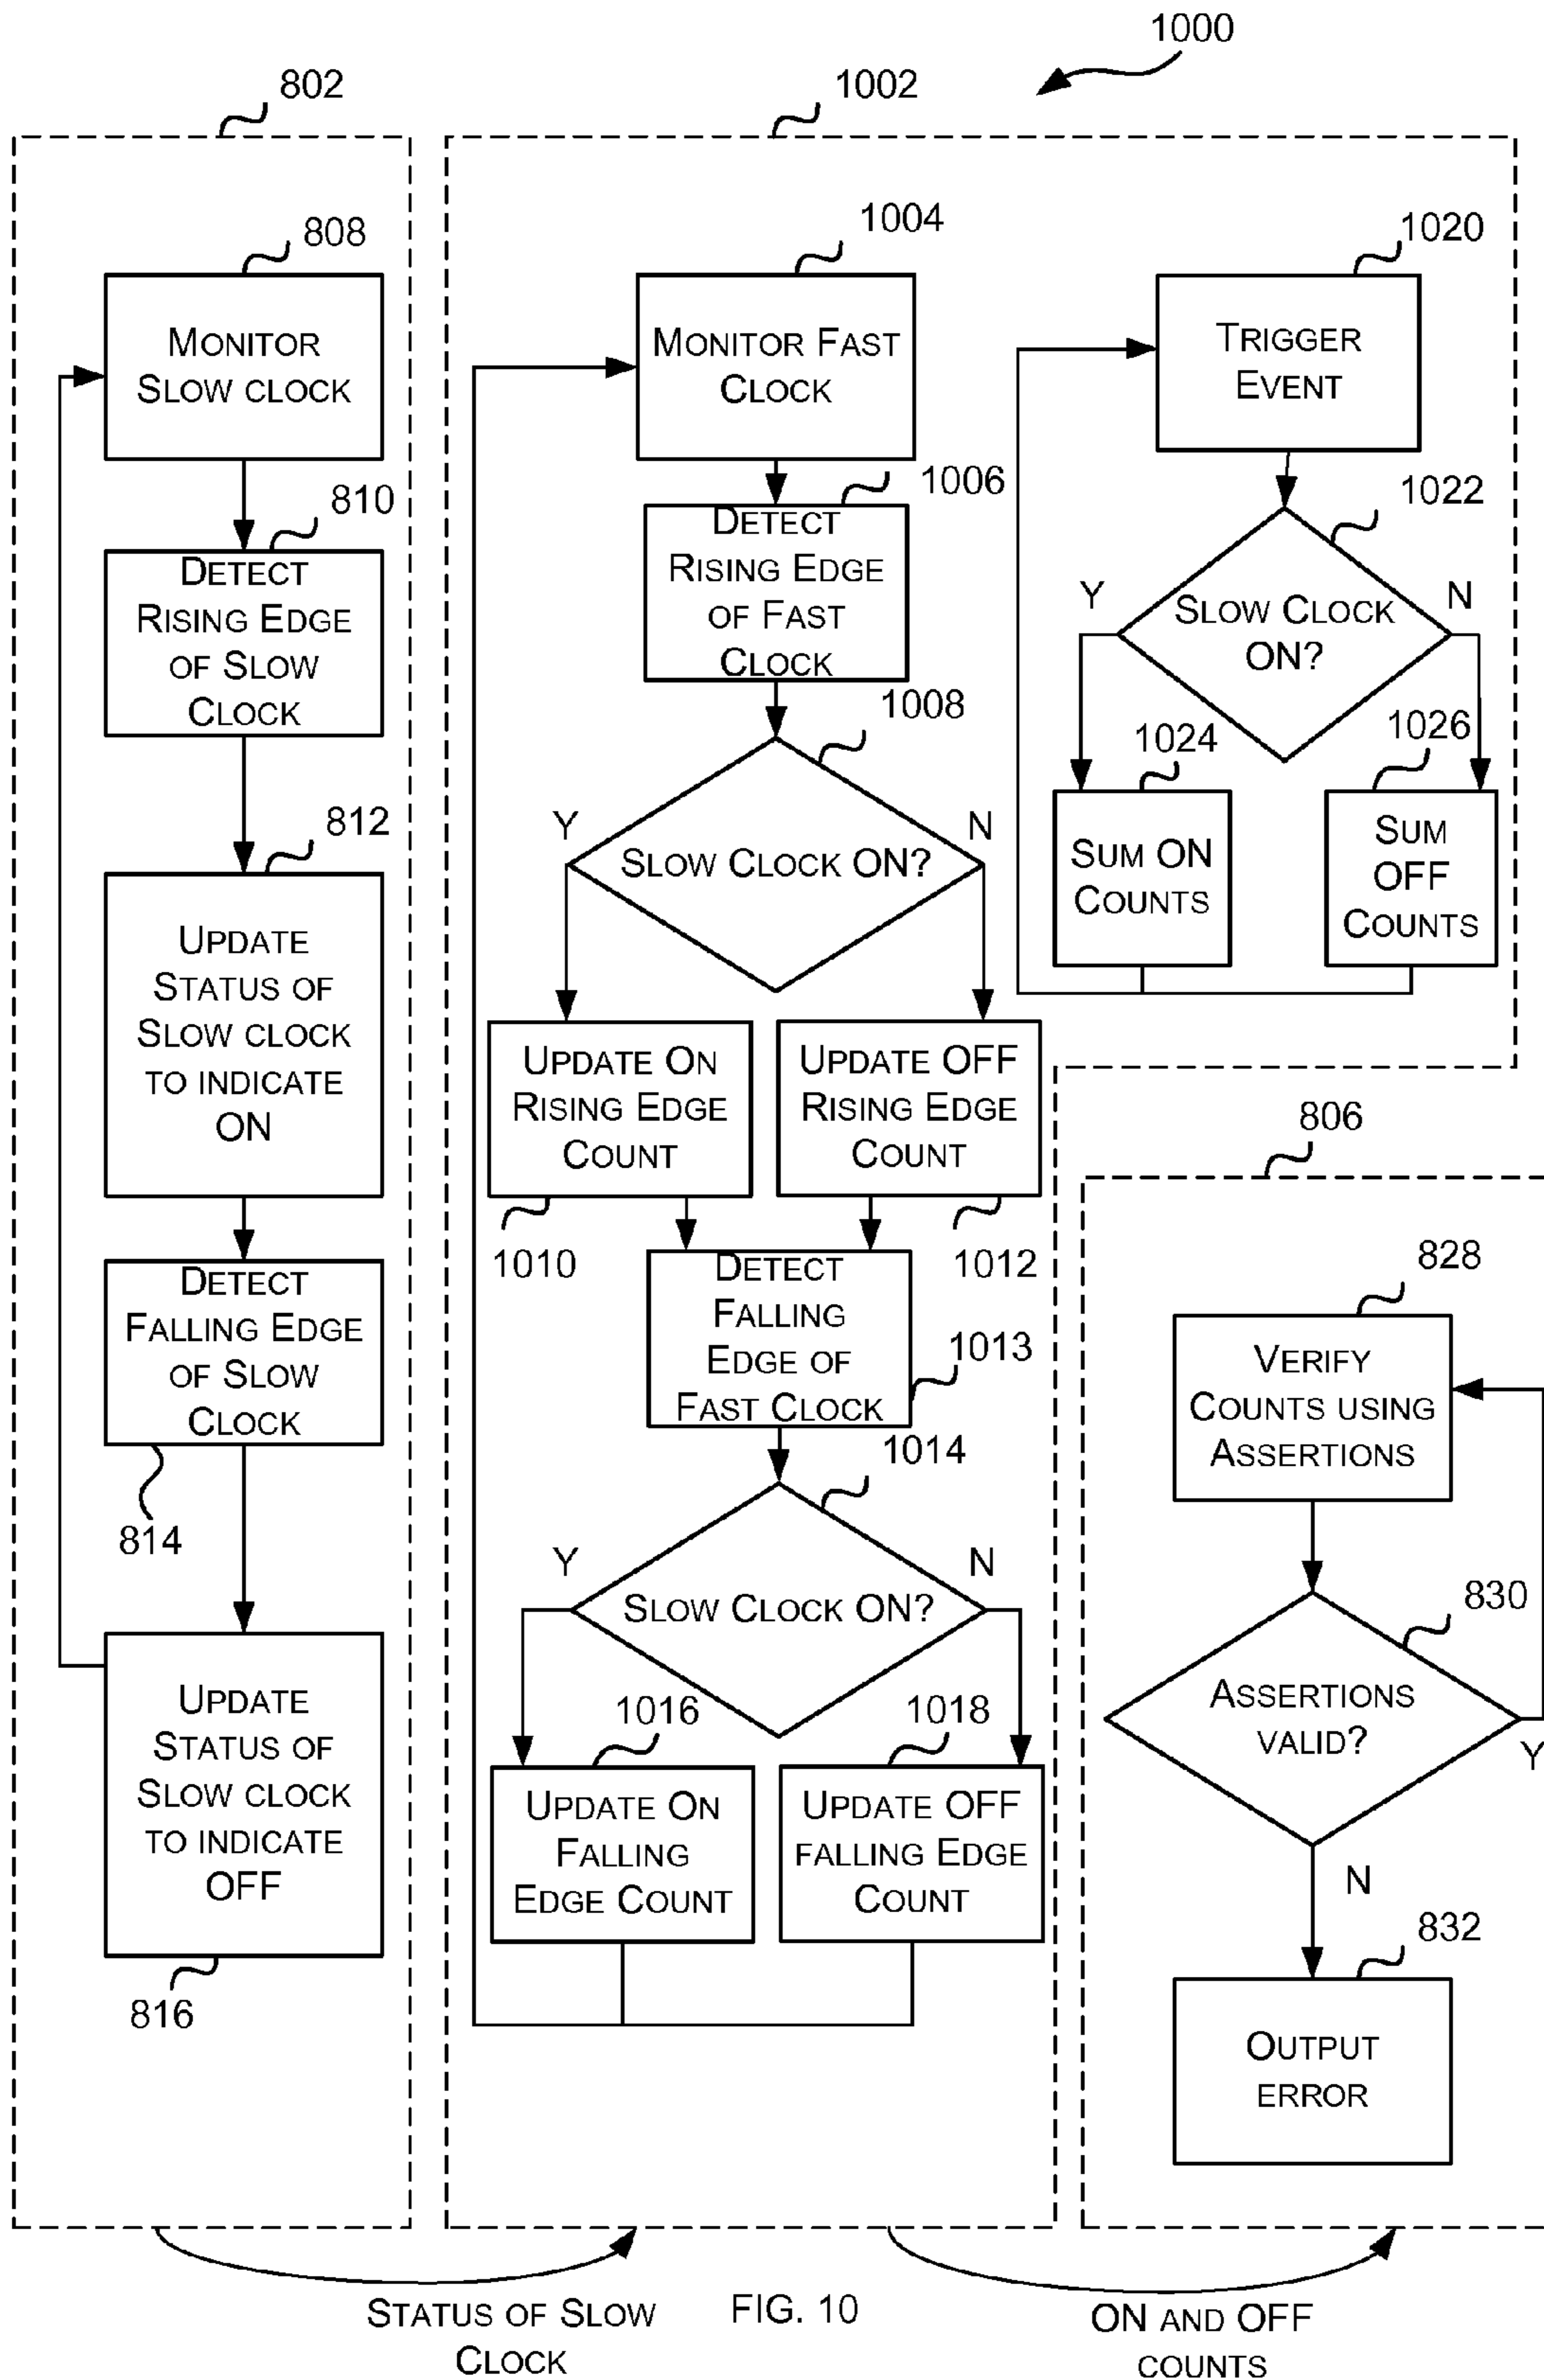 1000
802
808
MONITOR
SLOW CLOCK
810
DETECT
RISING EDGE
OF SLOW
CLOCK
812
UPDATE
STATUS OF
SLOW CLOCK
TO INDICATE
ON
DETECT
FALLING EDGE
OF SLOW
CLOCK
814
UPDATE
STATUS OF
SLOW CLOCK
TO INDICATE
OFF
816
1002
1004
MONITOR FAST
CLOCK
1006
DETECT
RISING EDGE
OF FAST
CLOCK
1008
Y
N
SLOW CLOCK ON?
UPDATE ON
RISING EDGE
COUNT
1010
UPDATE OFF
RISING EDGE
COUNT
1012
DETECT
FALLING
EDGE OF
FAST CLOCK
1013
1014
Y
N
SLOW CLOCK ON?
1016
UPDATE ON
FALLING
EDGE COUNT
1018
UPDATE OFF
FALLING EDGE
COUNT
1020
TRIGGER
EVENT
1022
Y
N
SLOW CLOCK
ON?
1024
SUM ON
COUNTS
1026
SUM
OFF
COUNTS
806
828
VERIFY
COUNTS USING
ASSERTIONS
830
ASSERTIONS
VALID?
Y
N
832
OUTPUT
ERROR
STATUS OF SLOW
CLOCK
FIG. 10
ON AND OFF
COUNTS